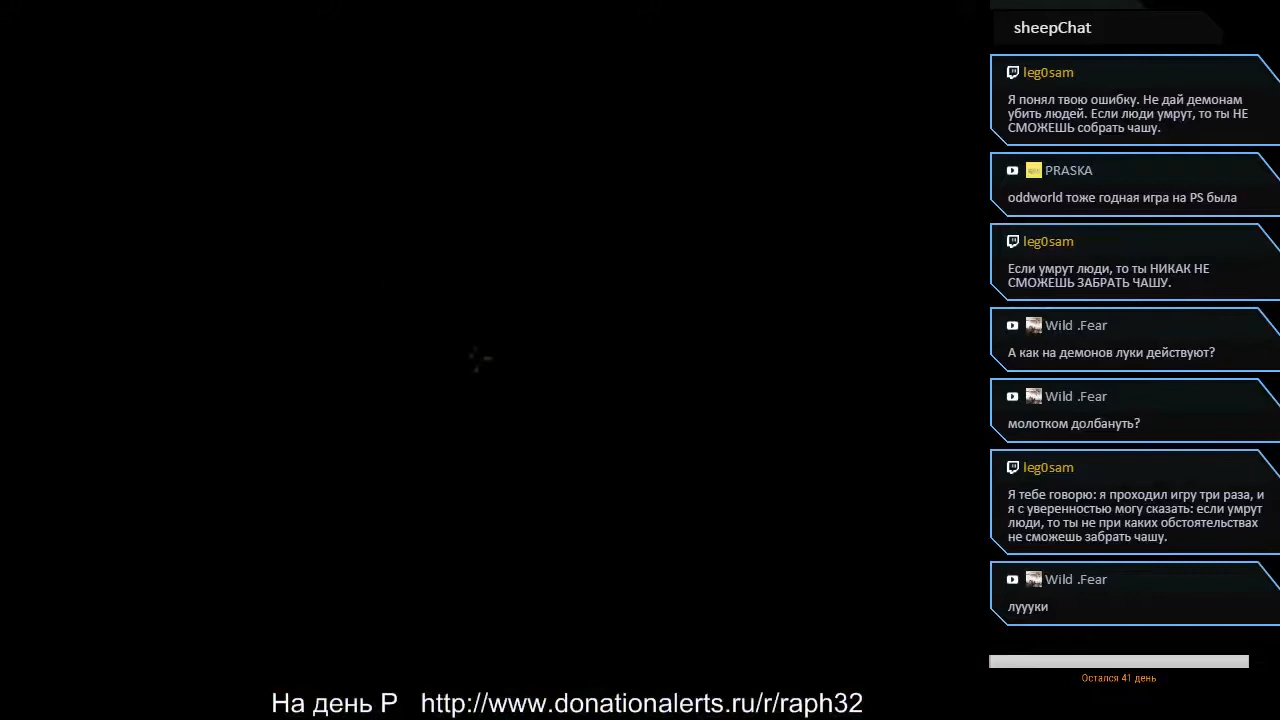 sheepChat
leg0sam
Я понял твою ошибку. Не дай демонам
убить людей. Если люди умрут, то ты НЕ
СМОЖЕШЬ собрать чашу.
PRASKA
oddworld тоже годная игра на PS была
leg0sam
Если умрут люди, то ты НИКАК НЕ
СМОЖЕШЬ ЗАБРАТЬ ЧАШУ.
Wild .Fear
А как на демонов луки действуют?
Wild .Fear
молотком долбануть?
leg0sam
Я тебе говорю: я проходил игру три раза, и
я с уверенностью могу сказать: если умрут
люди, то ты не при каких обстоятельствах
не сможешь забрать чашу.
Wild .Fear
луууки
Остался 41 день
На день Р http://www.donationalerts.ru/r/raph32